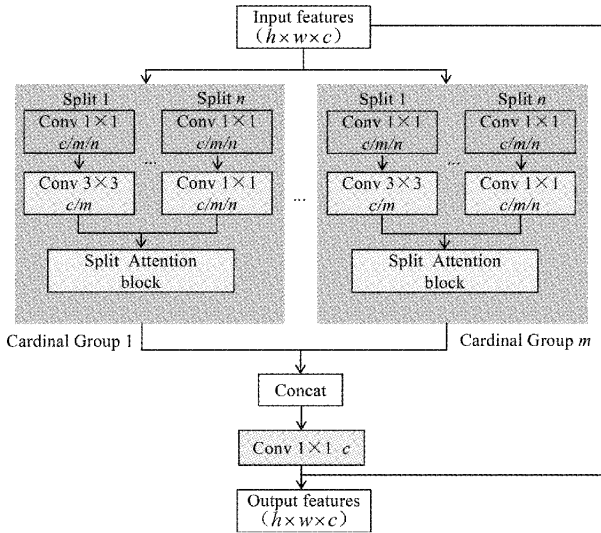 Input features
(h×w×c)
Split 1 Split n Split 1 Split n
Conv 1×1 Conv 1×1 Conv 1×1 Conv 1×1
c/m/n ... c/m/n c/m/n ... c/m/n
Conv 3×3 Conv 1×1 Conv 3×3 Conv 1×1
c/m c/m/n ... c/m c/m/n
Split Attention Split Attention
block block
Cardinal Group 1 Cardinal Group m
Concat
Conv 1×1 c
Output features
(h×w×c)